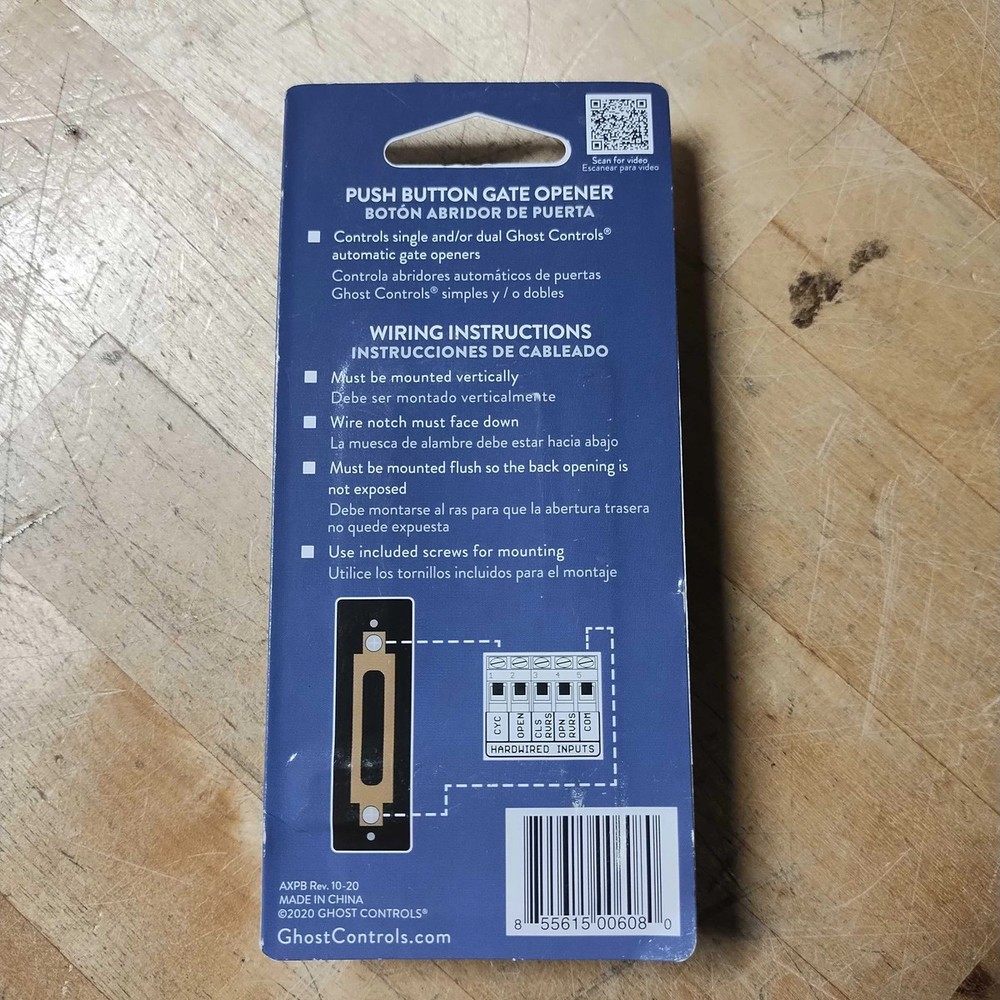 Scan for video
Escanear para video
PUSH BUTTON GATE OPENER
BOTÓN ABRIDOR DE PUERTA
Controls single and/or dual Ghost Controls®
automatic gate openers
Controla abridores automáticos de puertas
Ghost Controls® simples y / o dobles
WIRING INSTRUCTIONS
INSTRUCCIONES DE CABLEADO
Must be mounted vertically
Debe ser montado verticalmente
Wire notch must face down
La muesca de alambre debe estar hacia abajo
Must be mounted flush so the back opening is
not exposed
Debe montarse al ras para que la abertura trasera
no quede expuesta
Use included screws for mounting
Utilice los tornillos incluidos para el montaje
1 2 3 4 5
CYC
OPEN
CLS
RVRS
OPN
RVRS
COM
HARDWIRED INPUTS
AXPB Rev. 10-20
MADE IN CHINA
©2020 GHOST CONTROLS®
GhostControls.com
8 55615 00608 0